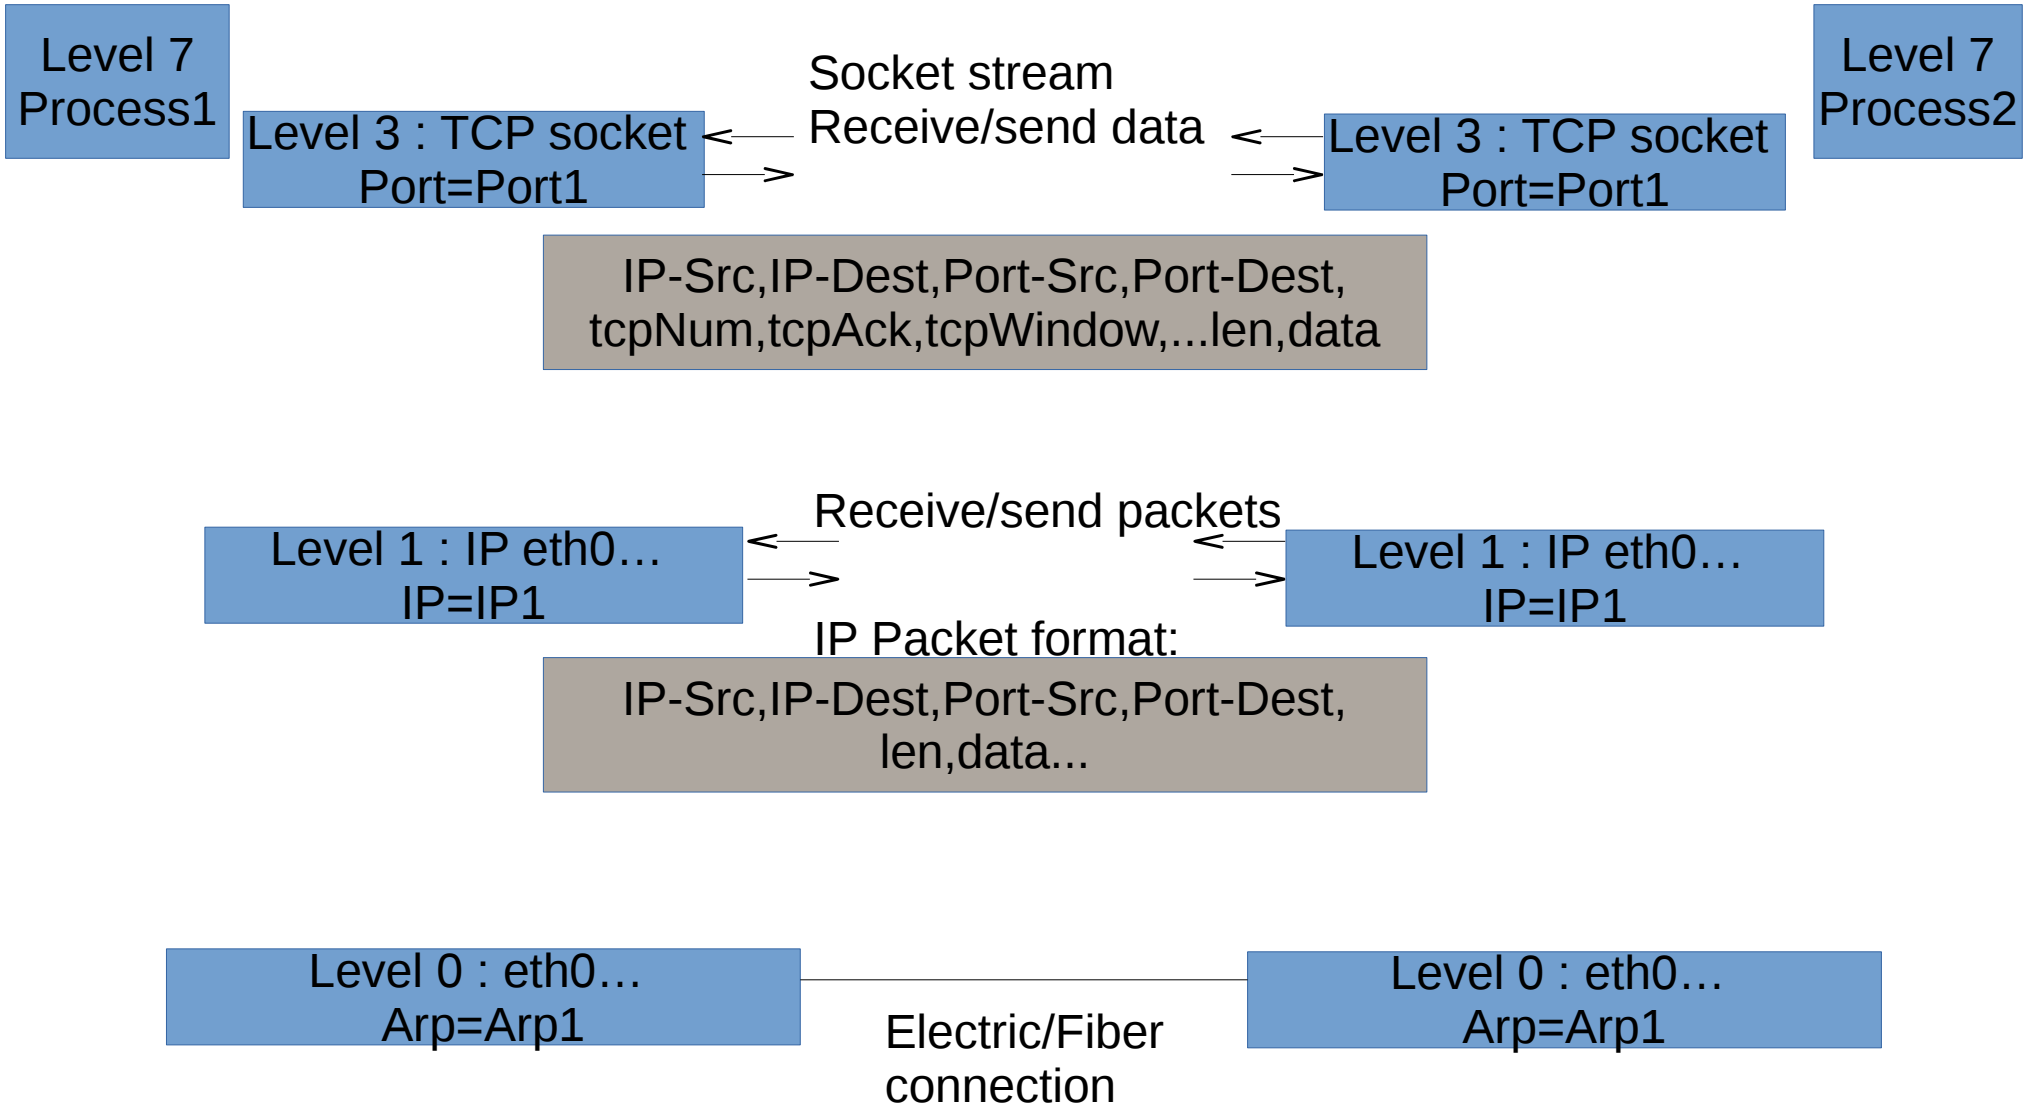 Level 7
Process1
Level 7
Process2
Socket stream
Receive/send data
Level 3 : TCP socket
Port=Port1
Level 3 : TCP socket
Port=Port1
IP-Src,IP-Dest,Port-Src,Port-Dest,
tcpNum,tcpAck,tcpWindow,...len,data
Receive/send packets
Level 1 : IP eth0…
IP=IP1
Level 1 : IP eth0…
IP=IP1
IP Packet format:
IP-Src,IP-Dest,Port-Src,Port-Dest,
len,data...
Level 0 : eth0…
Arp=Arp1
Level 0 : eth0…
Arp=Arp1
Electric/Fiber
connection